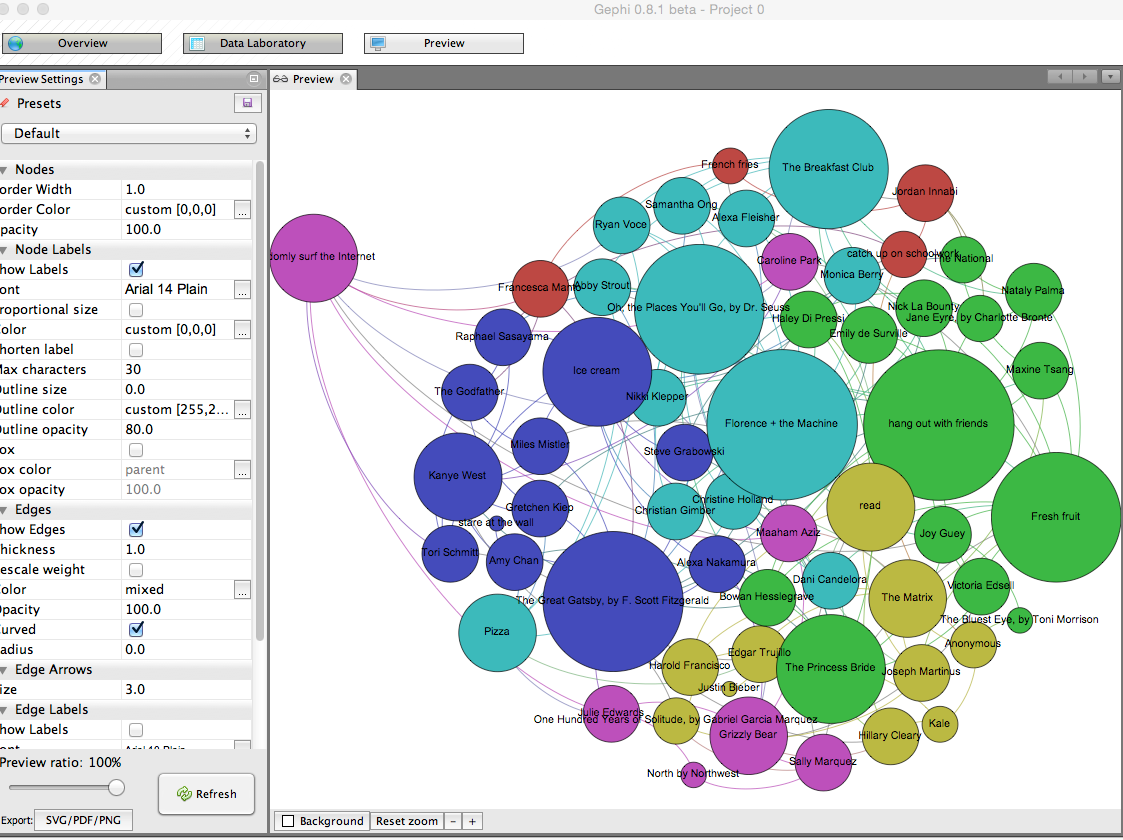 Gephi 0.8.1 beta - Project 0
Overview
Data Laboratory
Preview
Preview Settings
Preview
Presets
Default
Nodes
order Width 1.0
order Color custom [0,0,0] ...
pacity 100.0
Node Labels
how Labels
ont Arial 14 Plain ...
roportional size
olor custom [0,0,0] ...
horten label
Max characters 30
Outline size 0.0
Outline color custom [255,2... ...
Outline opacity 80.0
ox
ox color parent ...
ox opacity 100.0
Edges
how Edges
hickness 1.0
escale weight
olor mixed ...
pacity 100.0
urved
adius 0.0
Edge Arrows
ize 3.0
Edge Labels
how Labels
ont Arial 10 Plain
Preview ratio: 100%
Refresh
Export: SVG/PDF/PNG
Background
Reset zoom
-
+
French fries
The Breakfast Club
Jordan Innabi
Samantha Ong
Alexa Fleisher
Ryan Voce
domly surf the Internet
Caroline Park
catch up on schoolwork
The National
Monica Berry
Francesca Manto
Abby Strout
Nataly Palma
Oh, the Places You'll Go, by Dr. Seuss
Nick La Bounty
Haley Di Pressi
Jane Eyre, by Charlotte Bronte
Emily de Surville
Raphael Sasayama
Ice cream
Maxine Tsang
The Godfather
Nikki Klepper
Florence + the Machine
hang out with friends
Miles Mistler
Steve Grabowski
Kanye West
Christine Holland
read
Gretchen Kiep
Christian Gimber
Fresh fruit
stare at the wall
Maaham Aziz
Joy Guey
Tori Schmitt
Amy Chan
Alexa Nakamura
Dani Candelora
Victoria Edsell
Bowan Hesslegrave
The Matrix
The Great Gatsby, by F. Scott Fitzgerald
The Bluest Eye, by Toni Morrison
Pizza
Anonymous
Edgar Trujillo
Harold Francisco
The Princess Bride
Joseph Martinus
Justin Bieber
Julie Edwards
One Hundred Years of Solitude, by Gabriel Garcia Marquez
Kale
Grizzly Bear
Hillary Cleary
Sally Marquez
North by Northwest